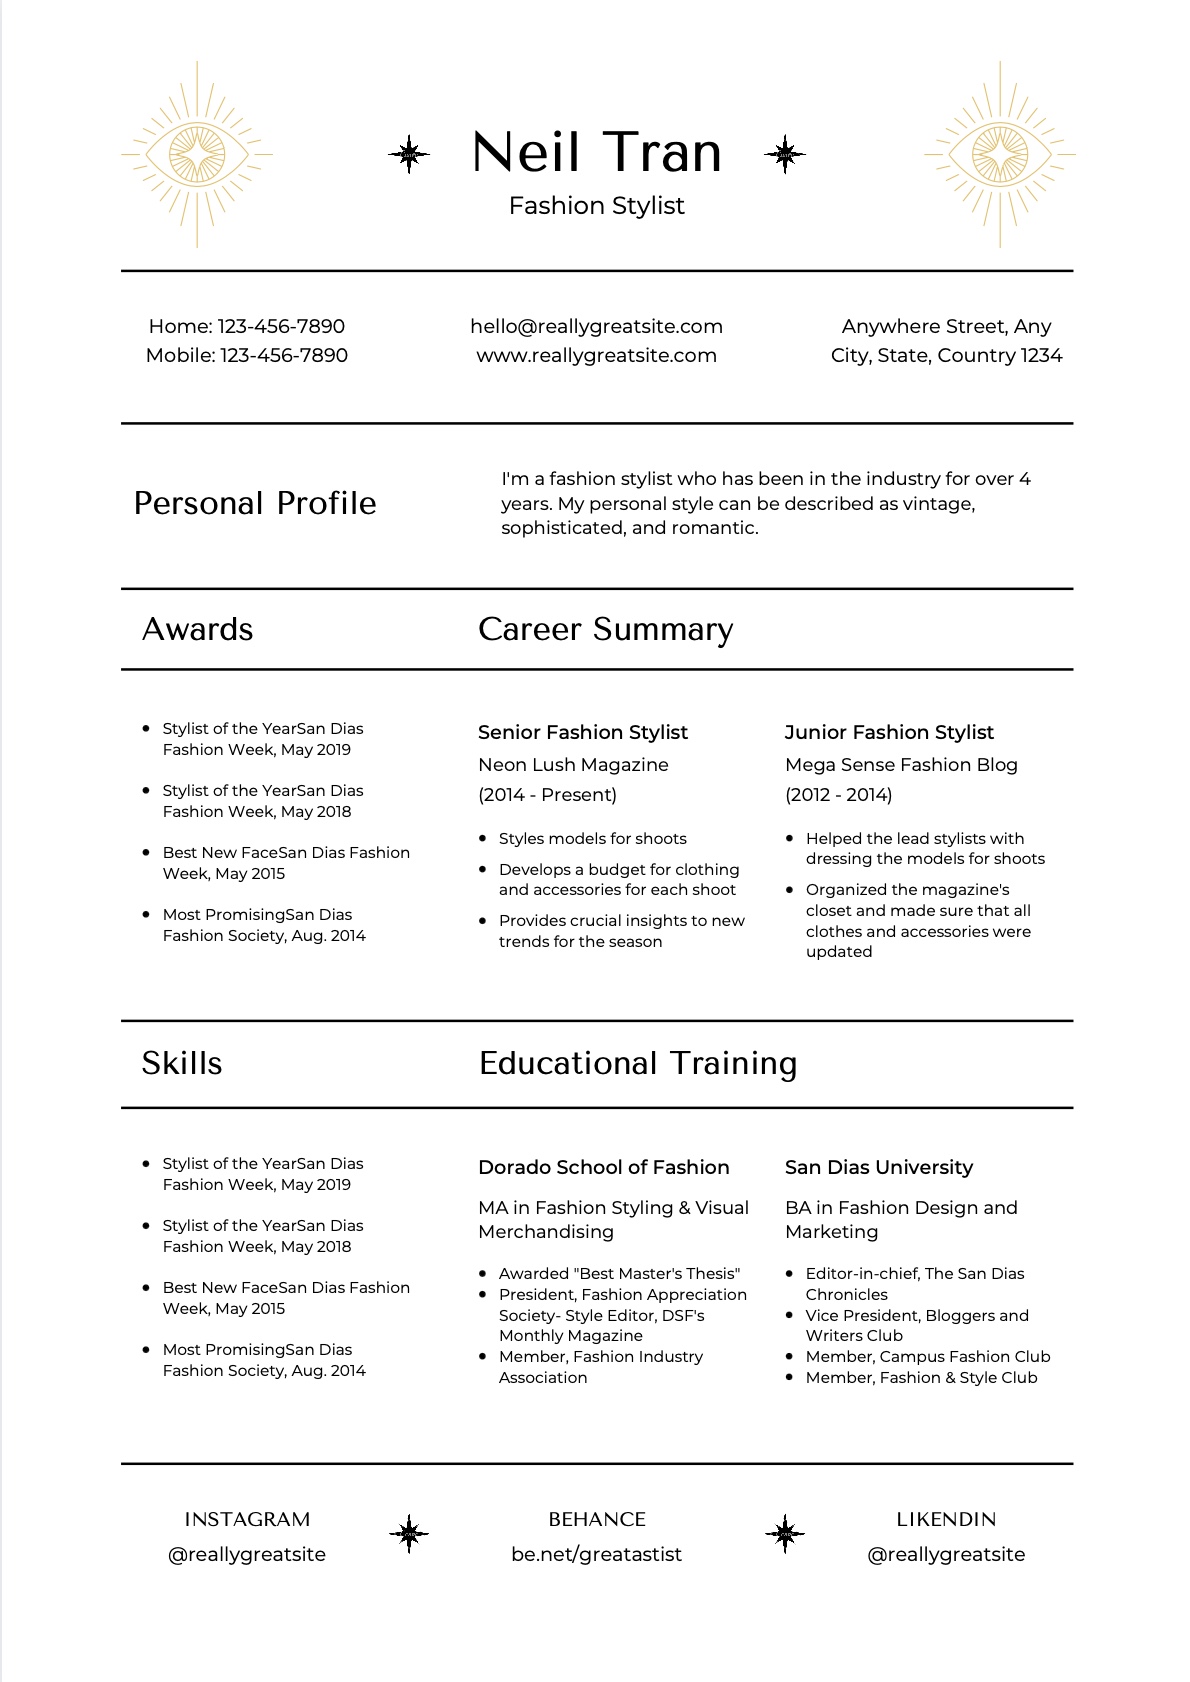 Neil Tran
Fashion Stylist
Home: 123-456-7890
Mobile: 123-456-7890
hello@reallygreatsite.com
www.reallygreatsite.com
Anywhere Street, Any
City, State, Country 1234
Personal Profile
I'm a fashion stylist who has been in the industry for over 4
years. My personal style can be described as vintage,
sophisticated, and romantic.
Awards
Stylist of the YearSan Dias
Fashion Week, May 2019
Stylist of the YearSan Dias
Fashion Week, May 2018
Best New FaceSan Dias Fashion
Week, May 2015
Most PromisingSan Dias
Fashion Society, Aug. 2014
Career Summary
Senior Fashion Stylist
Neon Lush Magazine
(2014 - Present)
Styles models for shoots
Develops a budget for clothing
and accessories for each shoot
Provides crucial insights to new
trends for the season
Junior Fashion Stylist
Mega Sense Fashion Blog
(2012 - 2014)
Helped the lead stylists with
dressing the models for shoots
Organized the magazine's
closet and made sure that all
clothes and accessories were
updated
Skills
Stylist of the YearSan Dias
Fashion Week, May 2019
Stylist of the YearSan Dias
Fashion Week, May 2018
Best New FaceSan Dias Fashion
Week, May 2015
Most PromisingSan Dias
Fashion Society, Aug. 2014
Educational Training
Dorado School of Fashion
MA in Fashion Styling & Visual
Merchandising
Awarded "Best Master's Thesis"
President, Fashion Appreciation
Society- Style Editor, DSF's
Monthly Magazine
Member, Fashion Industry
Association
San Dias University
BA in Fashion Design and
Marketing
Editor-in-chief, The San Dias
Chronicles
Vice President, Bloggers and
Writers Club
Member, Campus Fashion Club
Member, Fashion & Style Club
INSTAGRAM
@reallygreatsite
BEHANCE
be.net/greatastist
LIKENDIN
@reallygreatsite